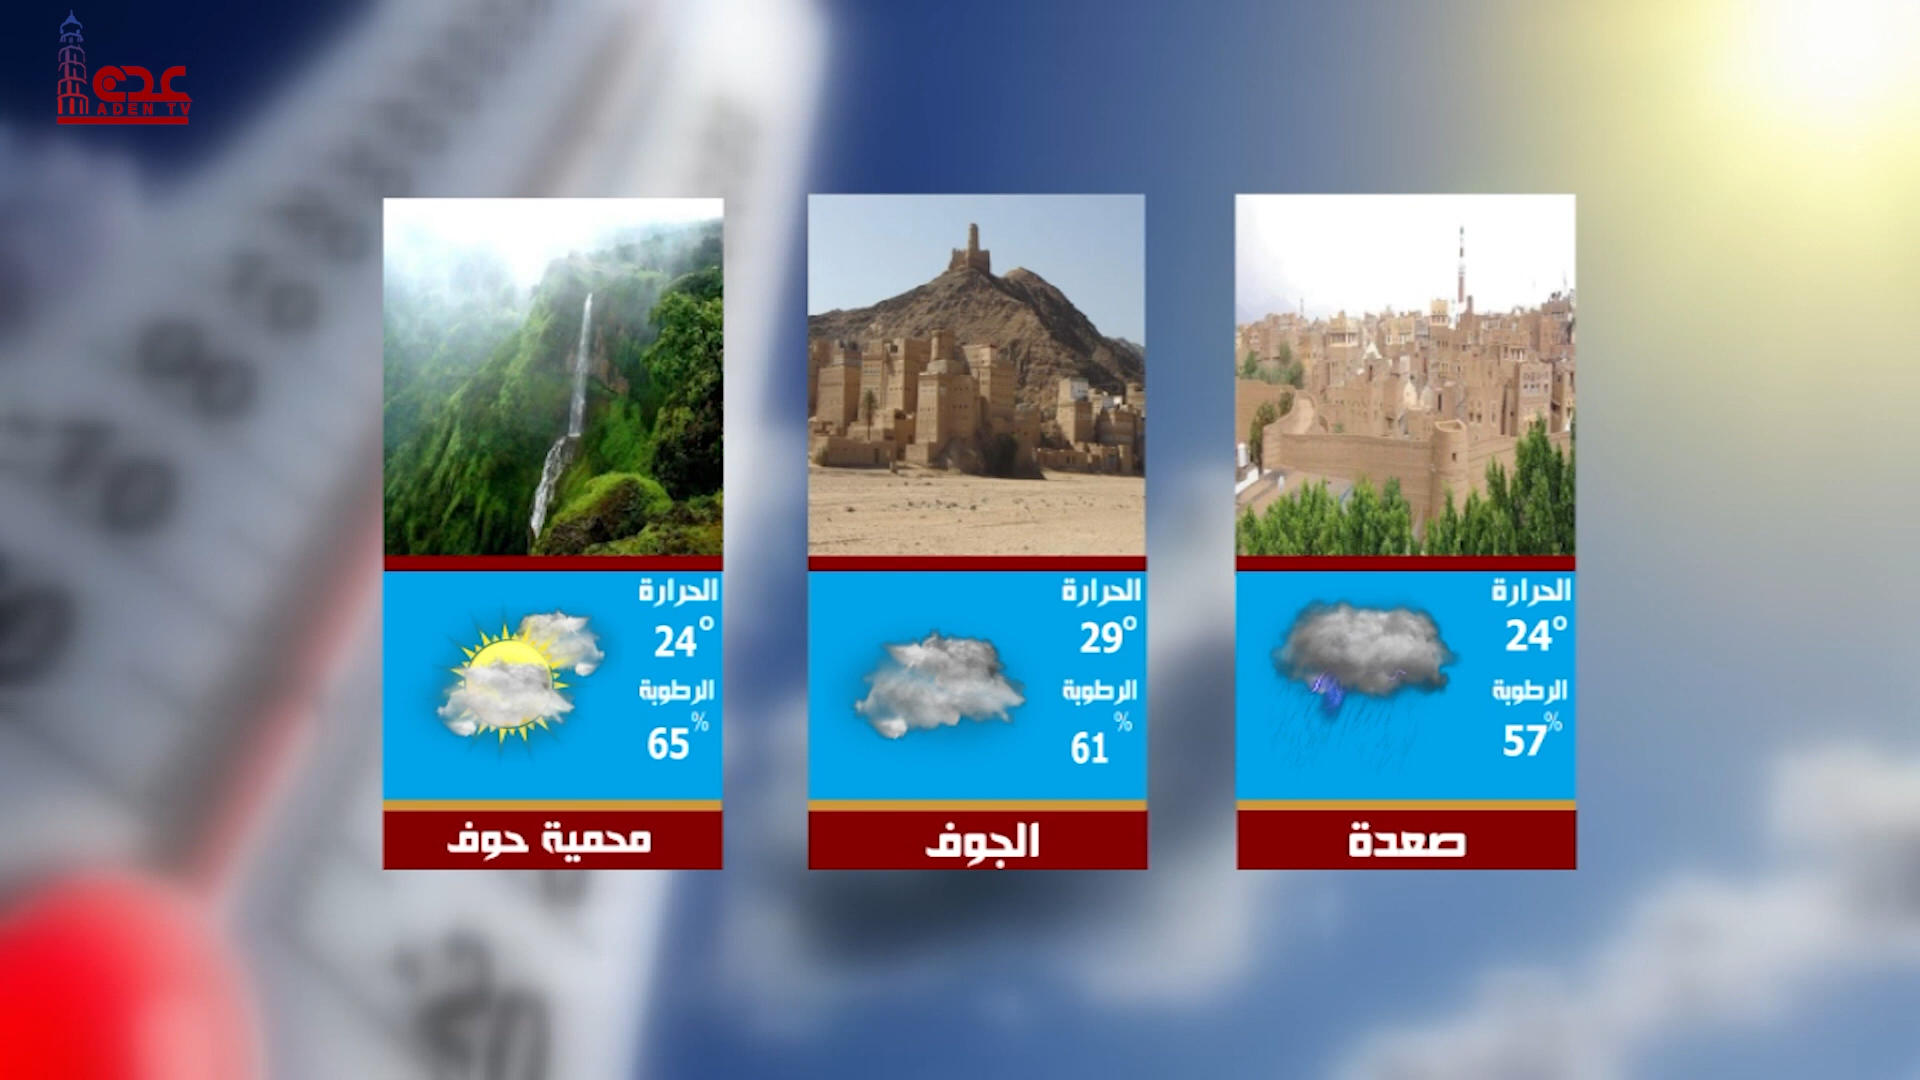 عدن
ADEN TV
الحرارة
24°
الرطوبة
57%
صعدة
الحرارة
29°
الرطوبة
61%
الجوف
الحرارة
24°
الرطوبة
65%
محمية حوف